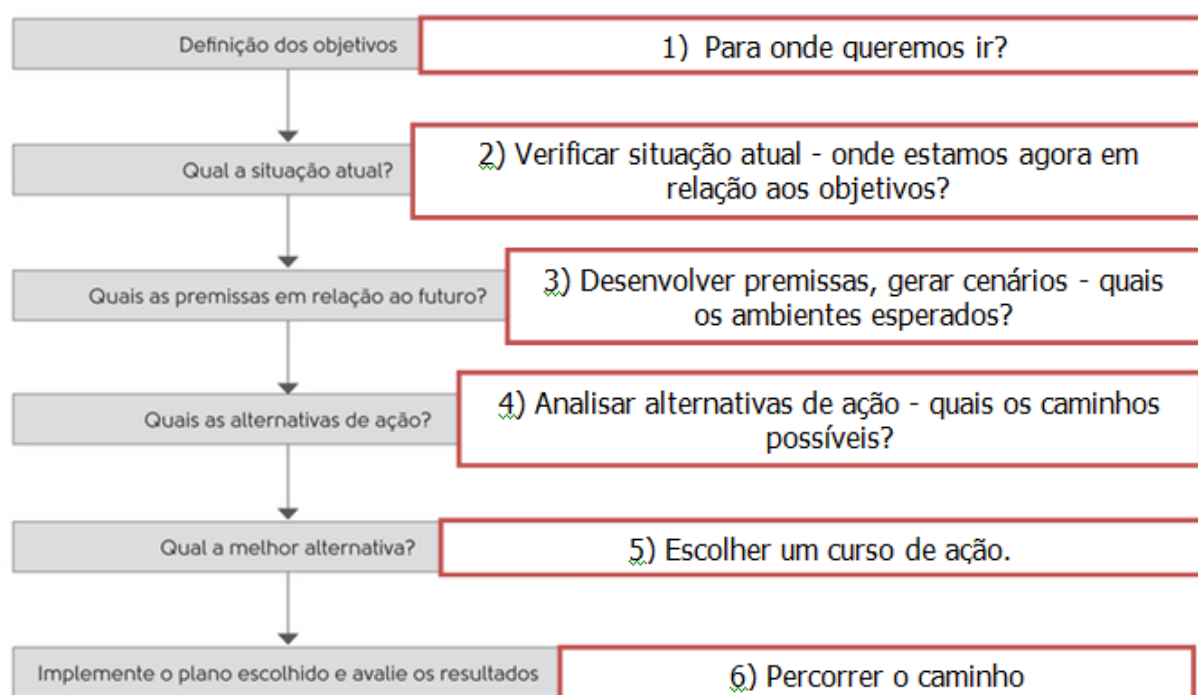 Definição dos objetivos
1) Para onde queremos ir?
Qual a situação atual?
2) Verificar situação atual - onde estamos agora em
relação aos objetivos?
Quais as premissas em relação ao futuro?
3) Desenvolver premissas, gerar cenários - quais
os ambientes esperados?
Quais as alternativas de ação?
4) Analisar alternativas de ação - quais os caminhos
possíveis?
Qual a melhor alternativa?
5) Escolher um curso de ação.
Implemente o plano escolhido e avalie os resultados
6) Percorrer o caminho